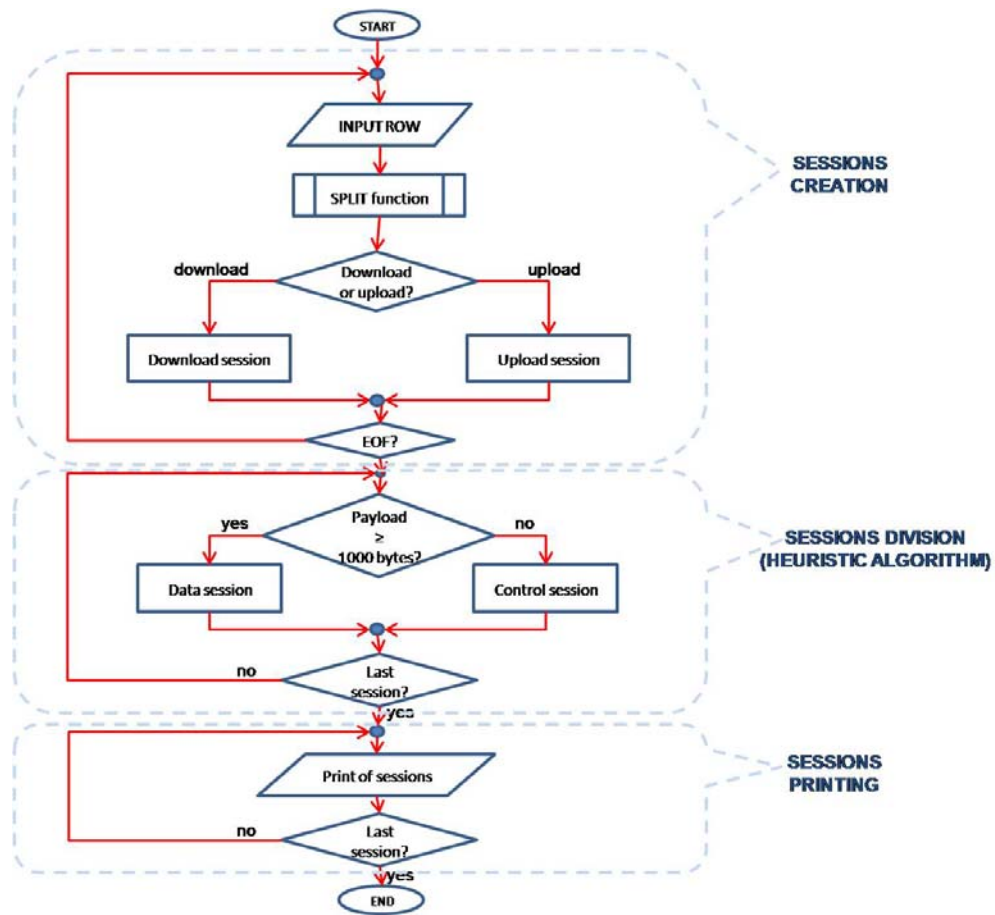 START
INPUT ROW
SPLIT function
SESSIONS
CREATION
download
Download
or upload?
upload
Download session
Upload session
EOF?
yes
Payload
≥
1000 bytes?
no
SESSIONS DIVISION
(HEURISTIC ALGORITHM)
Data session
Control session
no
Last
session?
yes
Print of sessions
SESSIONS
PRINTING
no
Last
session?
yes
END